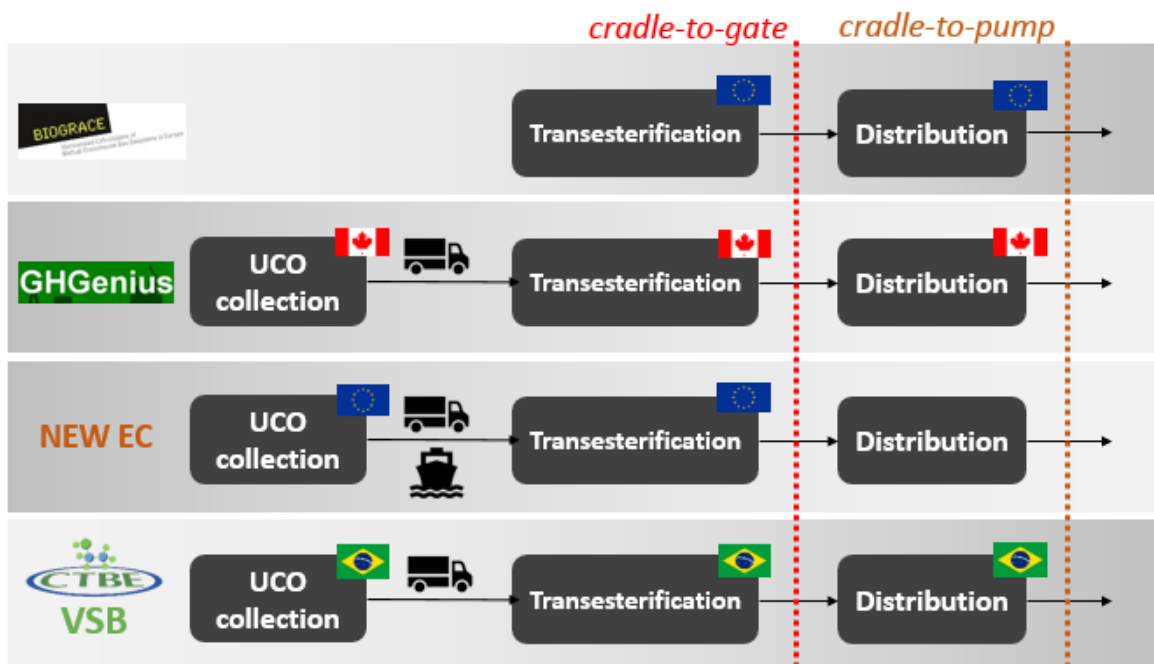 cradle-to-gate
cradle-to-pump
BIOGRACE
Transesterification
Distribution
GHGenius
UCO
collection
Transesterification
Distribution
NEW EC
UCO
collection
Transesterification
Distribution
CTBE
VSB
UCO
collection
Transesterification
Distribution